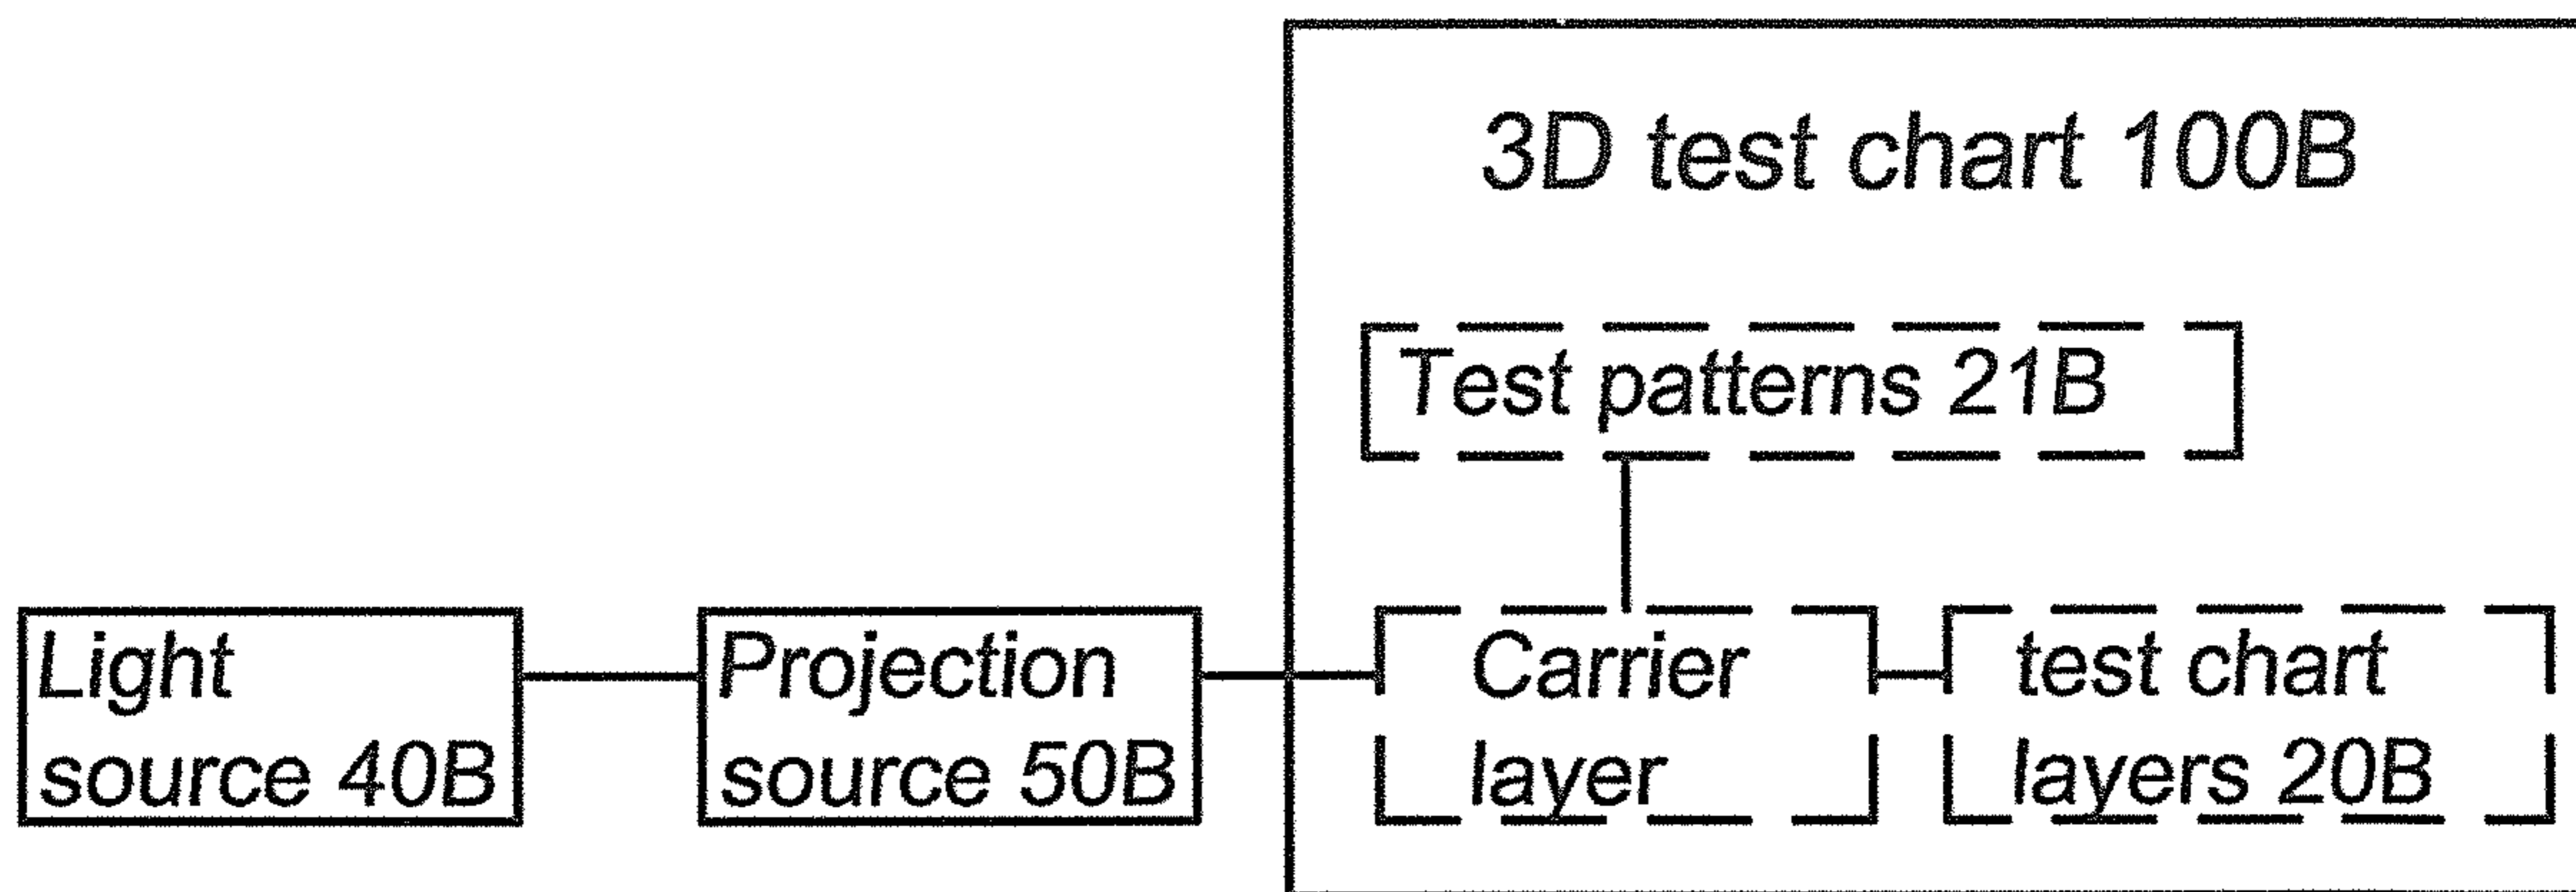 3D test chart 100B
Test patterns 21B
Light
source 40B
Projection
source 50B
Carrier
layer
test chart
layers 20B